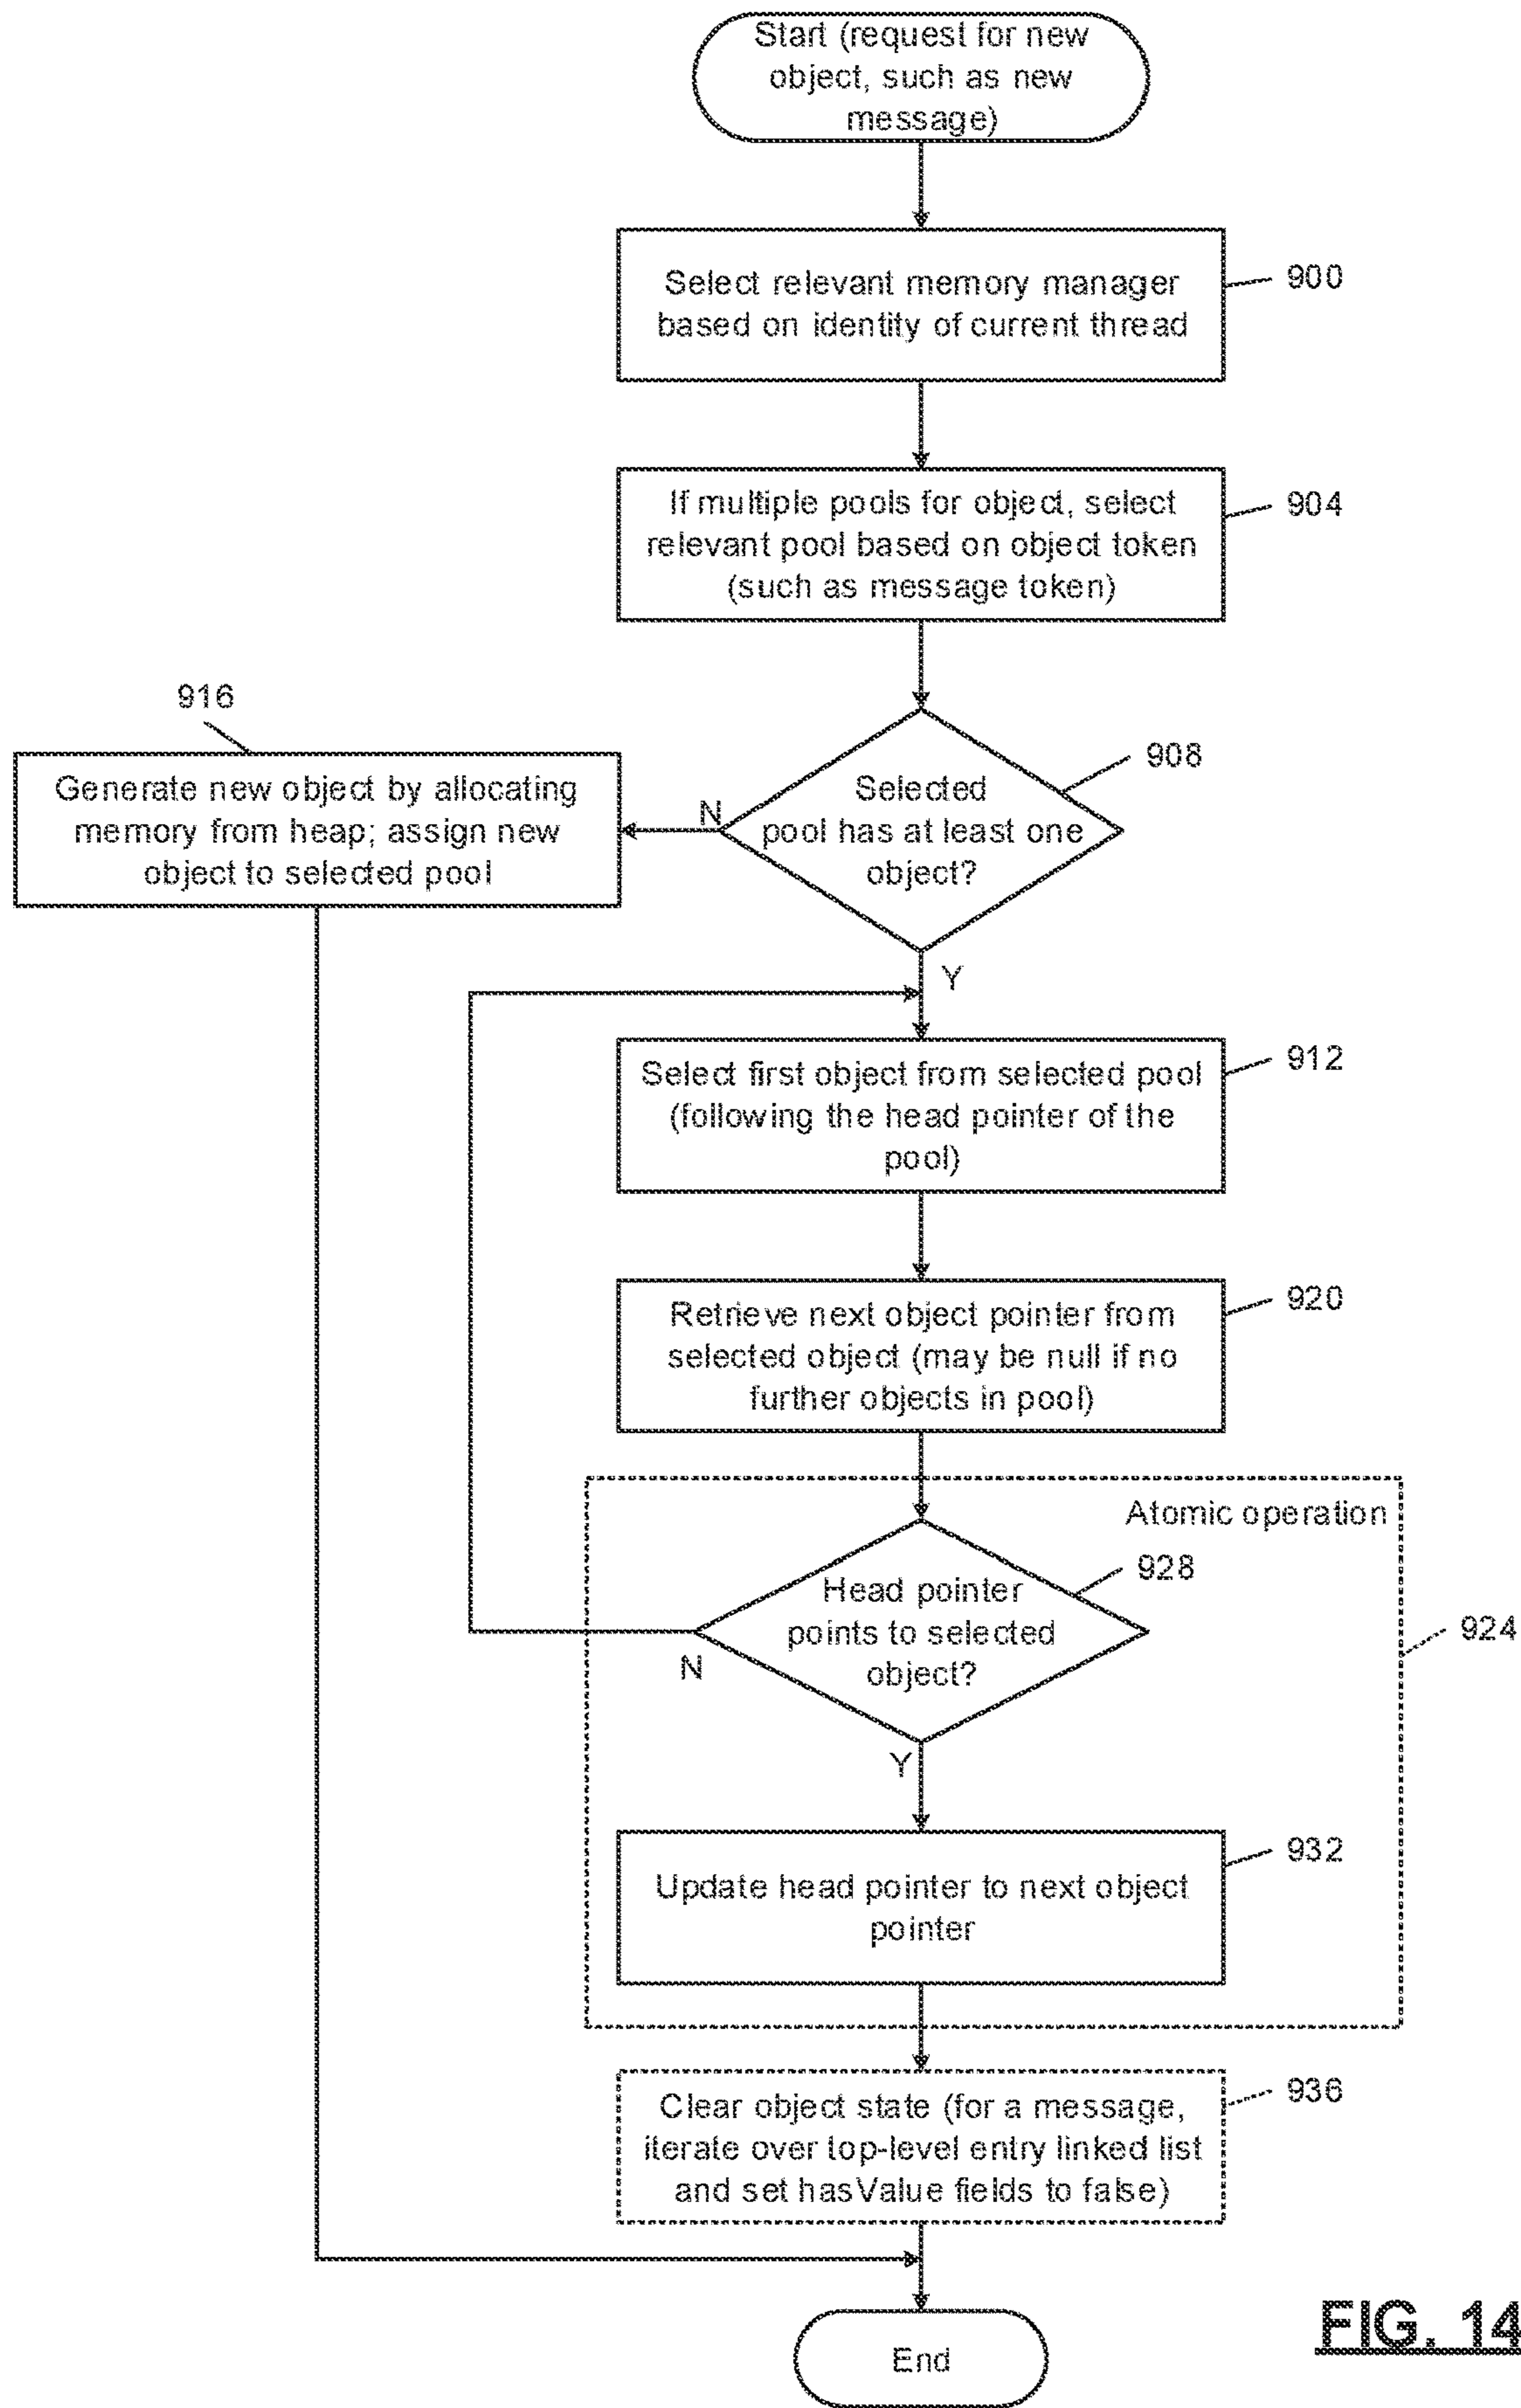 Start (request for new
object, such as new
message)
Select relevant memory manager
based on identity of current thread
900
If multiple pools for object, select
relevant pool based on object token
(such as message token)
904
916
Generate new object by allocating
memory from heap; assign new
object to selected pool
N
Selected
pool has at least one
object?
908
Y
Select first object from selected pool
(following the head pointer of the
pool)
912
Retrieve next object pointer from
selected object (may be null if no
further objects in pool)
920
Atomic operation
Head pointer
points to selected
object?
928
924
N
Y
Update head pointer to next object
pointer
932
Clear object state (for a message,
iterate over top-level entry linked list
and set hasValue fields to false)
936
End
FIG. 14